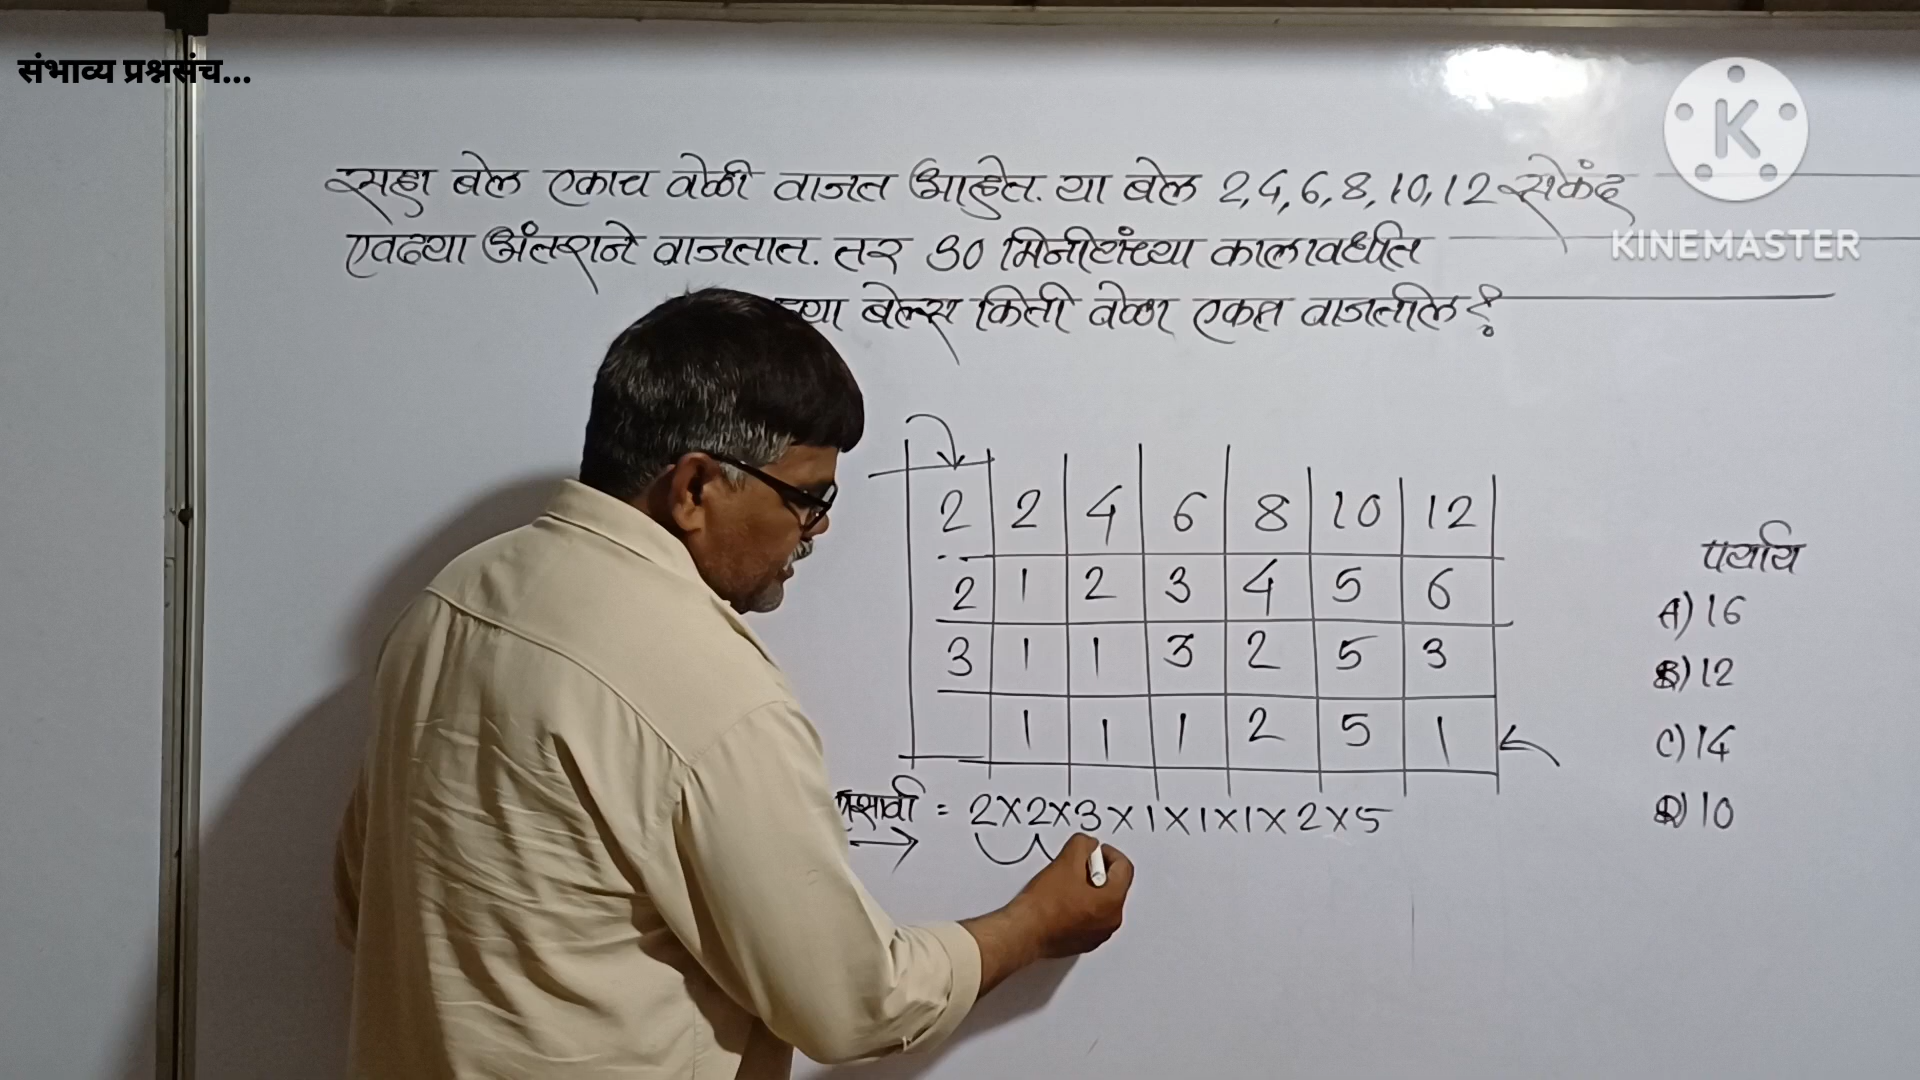 संभाव्य प्रश्नसंच...
KINEMASTER
सहा बेल एकाच वेळी वाजत आहेत. या बेल 2, 4, 6, 8, 10, 12 सेकंद
एवढ्या अंतराने वाजतात. तर 30 मिनीटांच्या कालावधीत
या बेल्स किती वेळा एकत्र वाजतील?
2 2 4 6 8 10 12
2 1 2 3 4 5 6
3 1 1 3 2 5 3
1 1 1 2 5 1
= 2×2×3×1×1×1×2×5
पर्याय
A) 16
B) 12
C) 14
D) 10